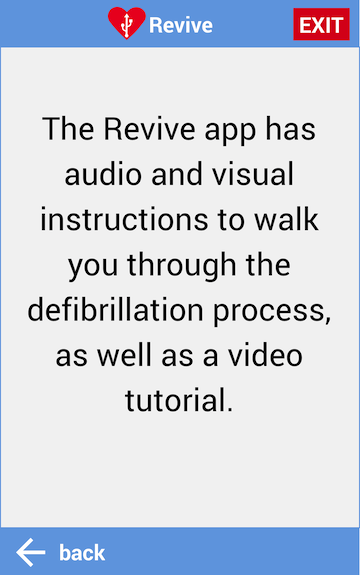 Revive EXIT
The Revive app has
audio and visual
instructions to walk
you through the
defibrillation process,
as well as a video
tutorial.
back